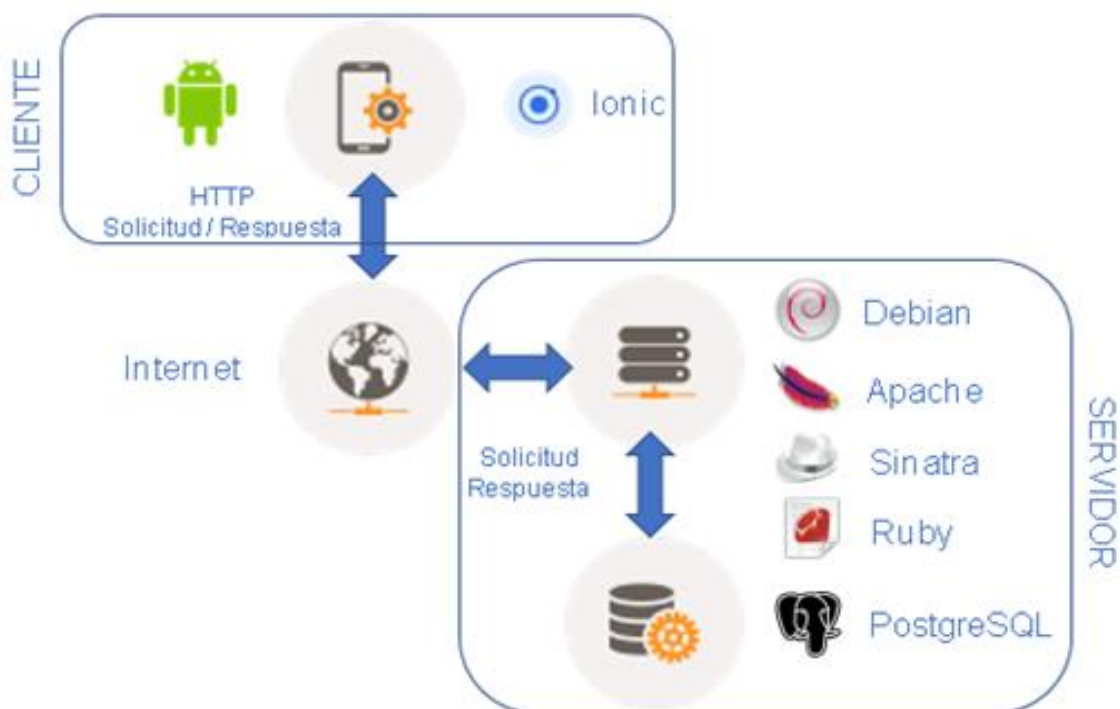 CLIENTE
Ionic
HTTP
Solicitud / Respuesta
Internet
Solicitud
Respuesta
Debian
Apache
Sinatra
Ruby
PostgreSQL
SERVIDOR